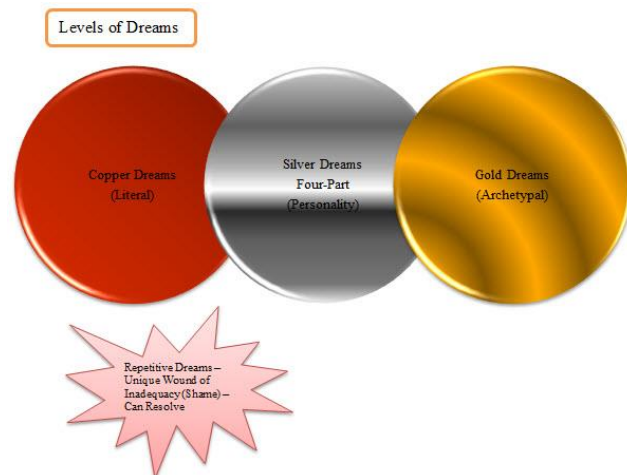 Levels of Dreams
Copper Dreams
(Literal)
Silver Dreams
Four-Part
(Personality)
Gold Dreams
(Archetypal)
Repetitive Dreams –
Unique Wound of
Inadequacy (Shame) –
Can Resolve